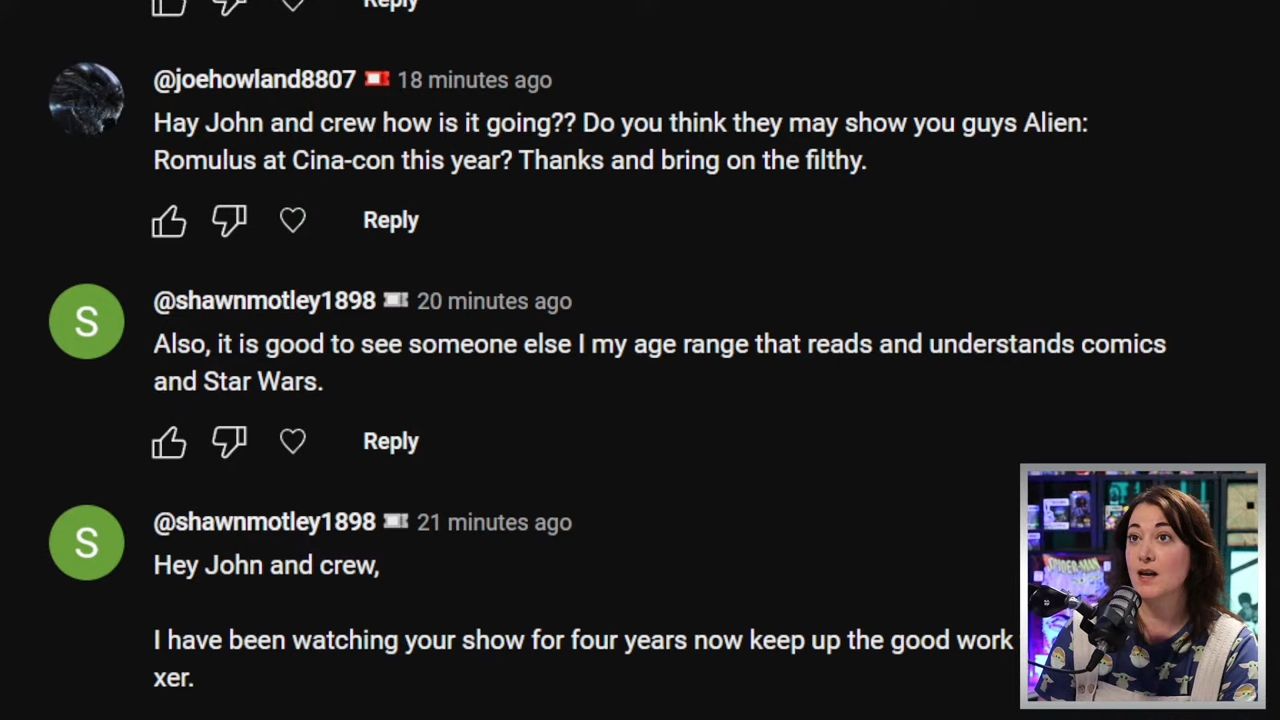 Reply
@joehowland8807 18 minutes ago
Hay John and crew how is it going?? Do you think they may show you guys Alien:
Romulus at Cina-con this year? Thanks and bring on the filthy.
Reply
S
@shawnmotley1898 20 minutes ago
Also, it is good to see someone else I my age range that reads and understands comics
and Star Wars.
Reply
S
@shawnmotley1898 21 minutes ago
Hey John and crew,
I have been watching your show for four years now keep up the good work
xer.
SPIDER-MAN